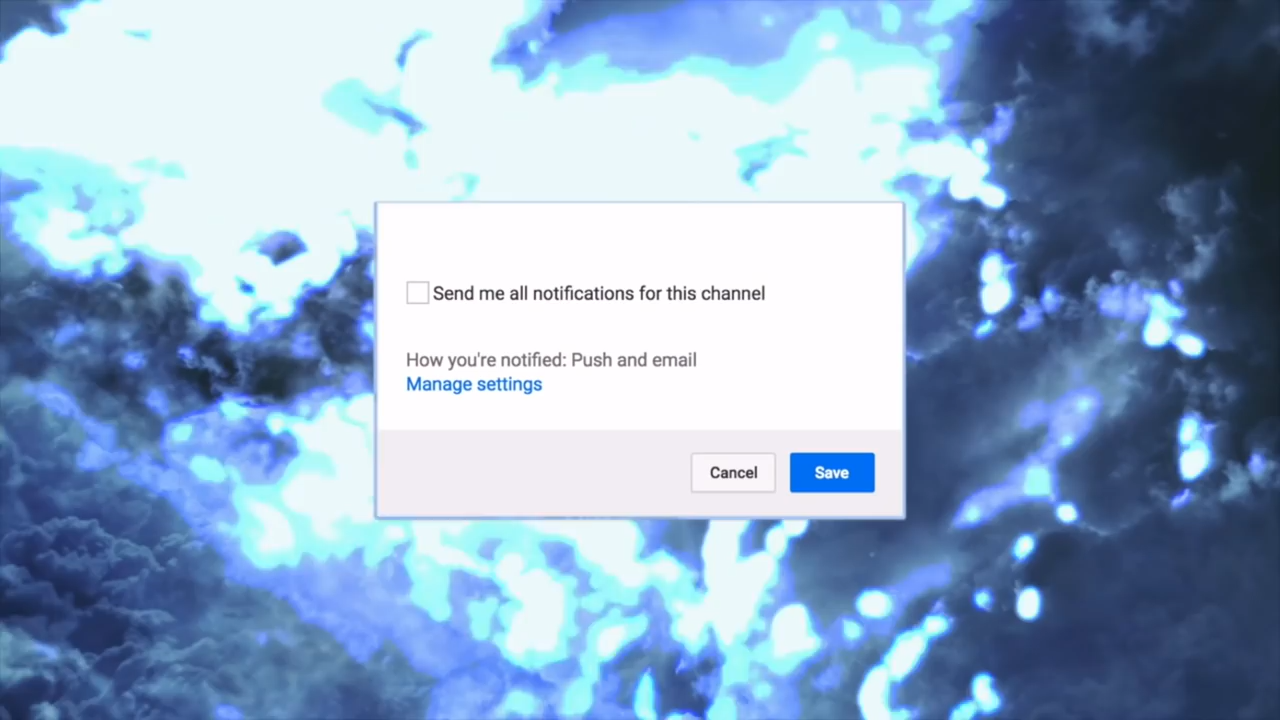 Send me all notifications for this channel
How you're notified: Push and email
Manage settings
Cancel
Save